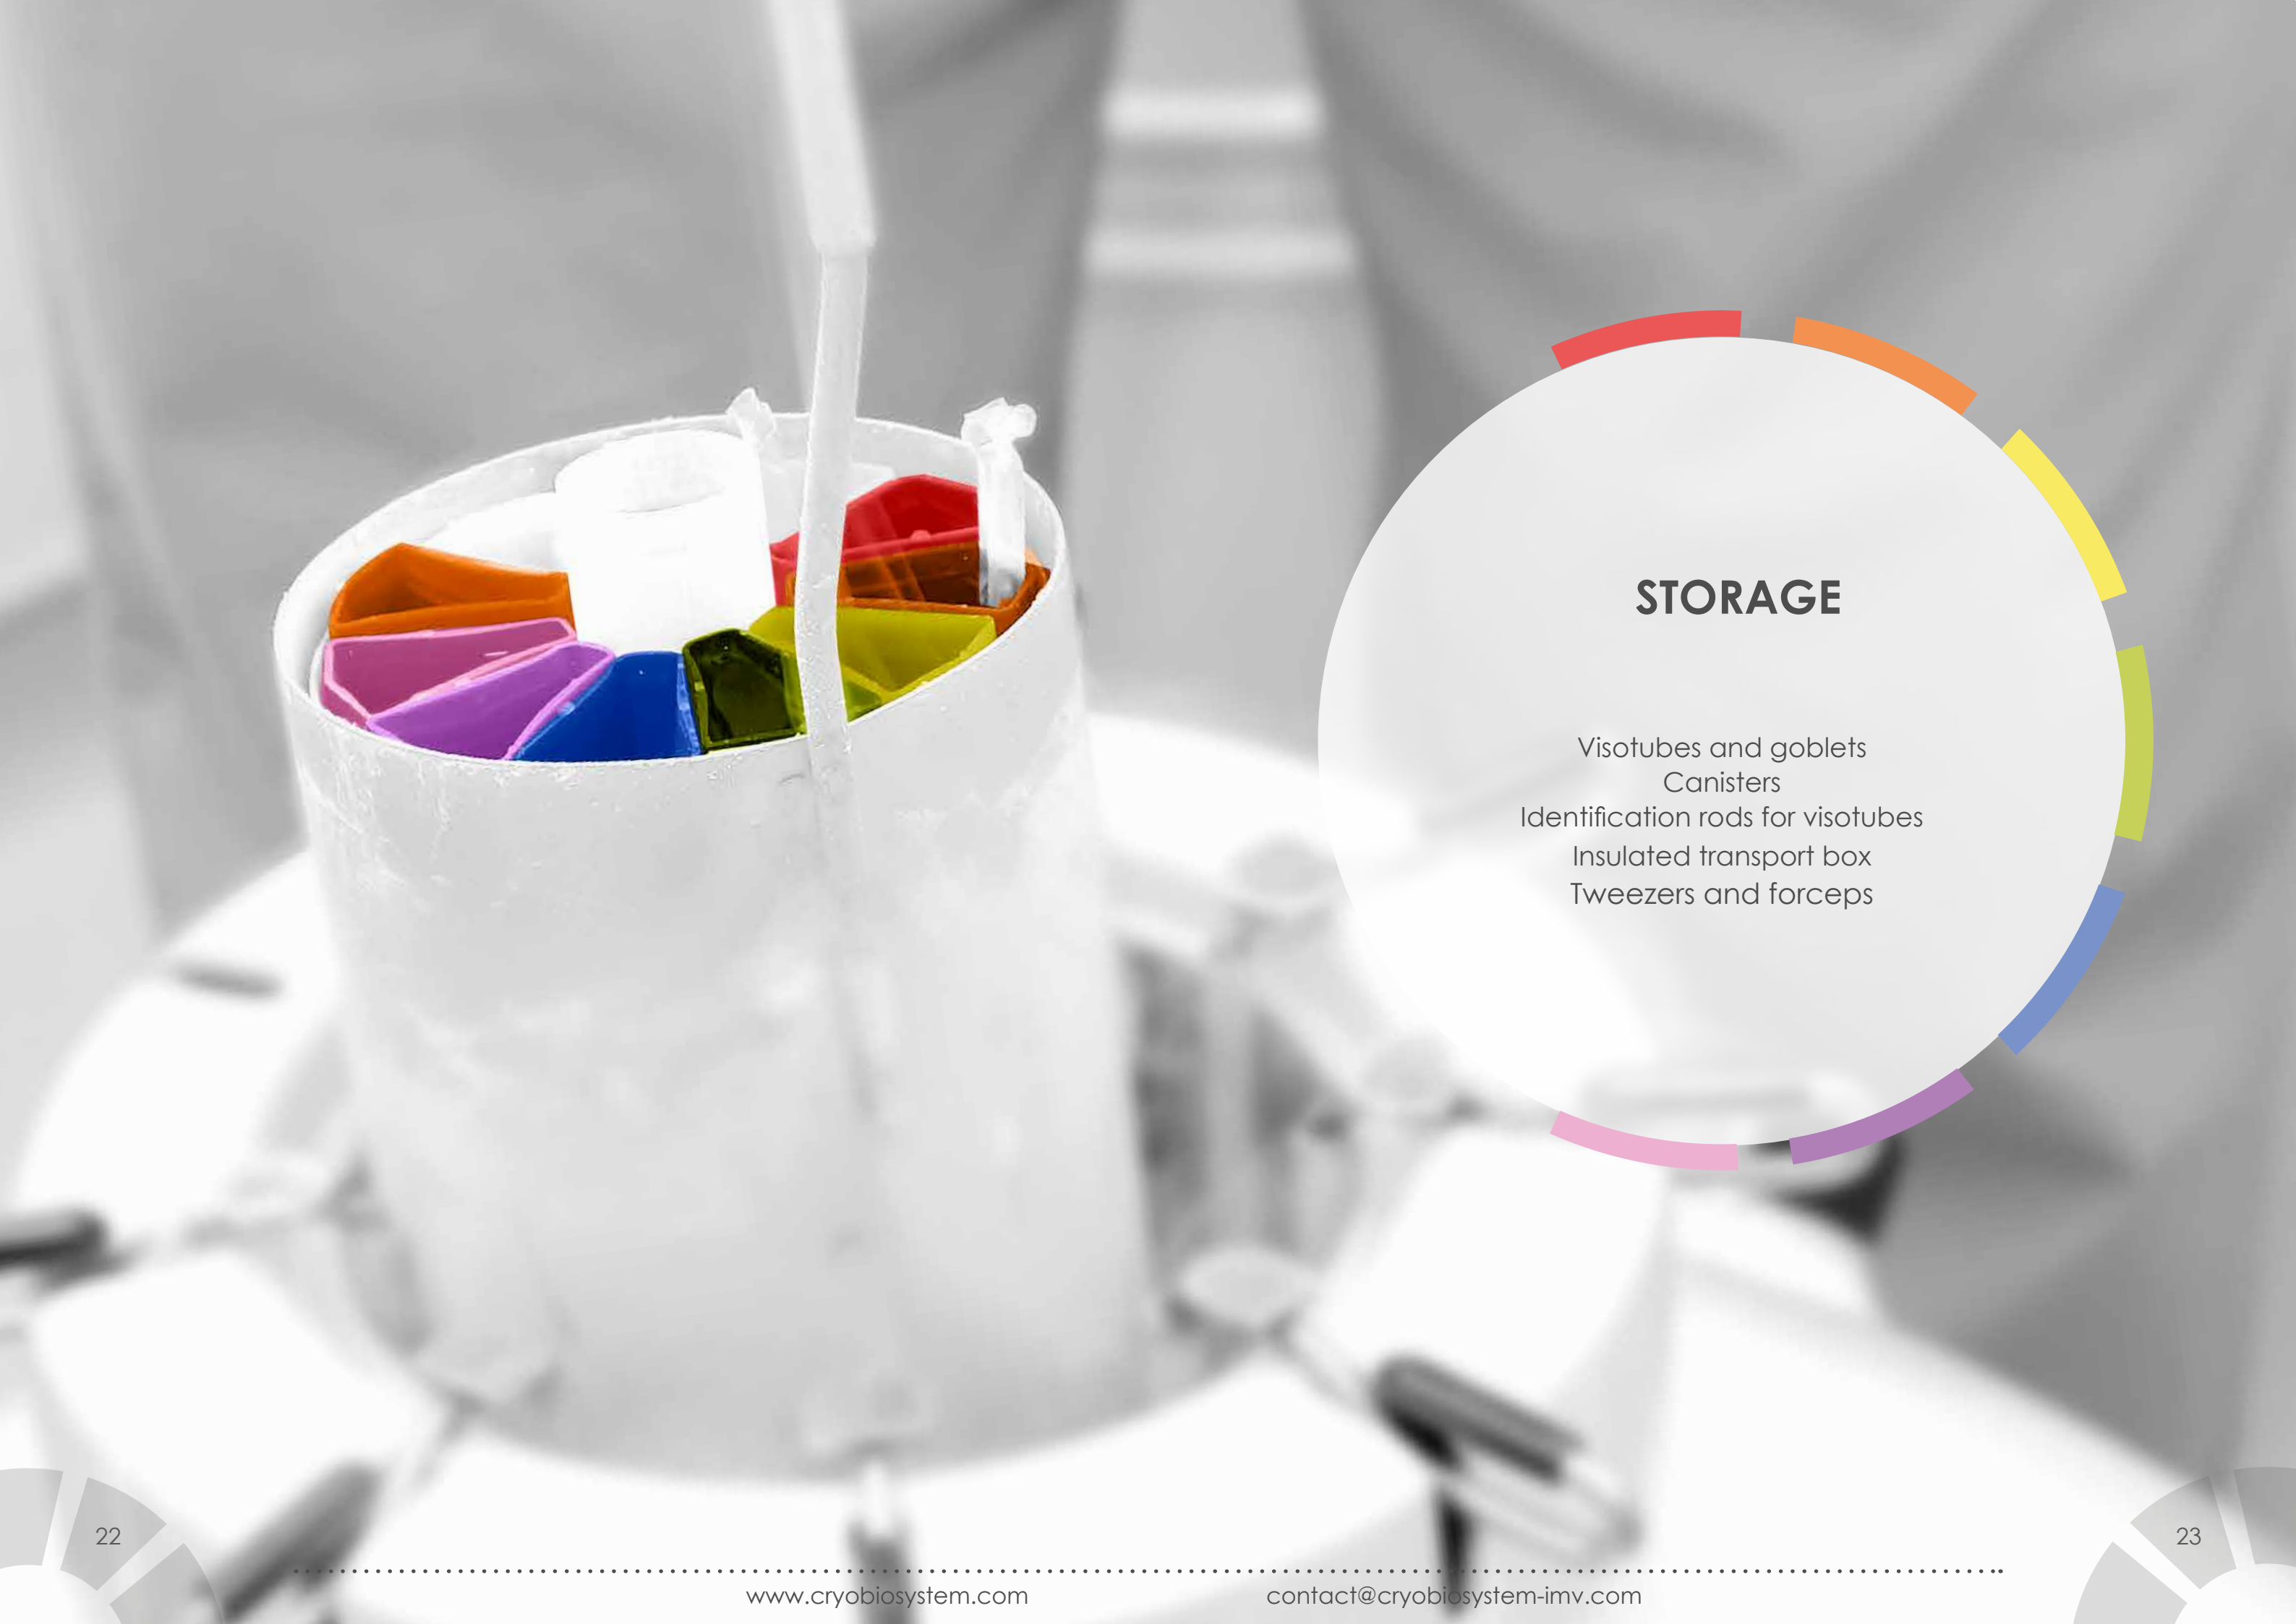 STORAGE
Visotubes and goblets
Canisters
Identification rods for visotubes
Insulated transport box
Tweezers and forceps
22
23
www.cryobiosystem.com
contact@cryobiosystem-imv.com